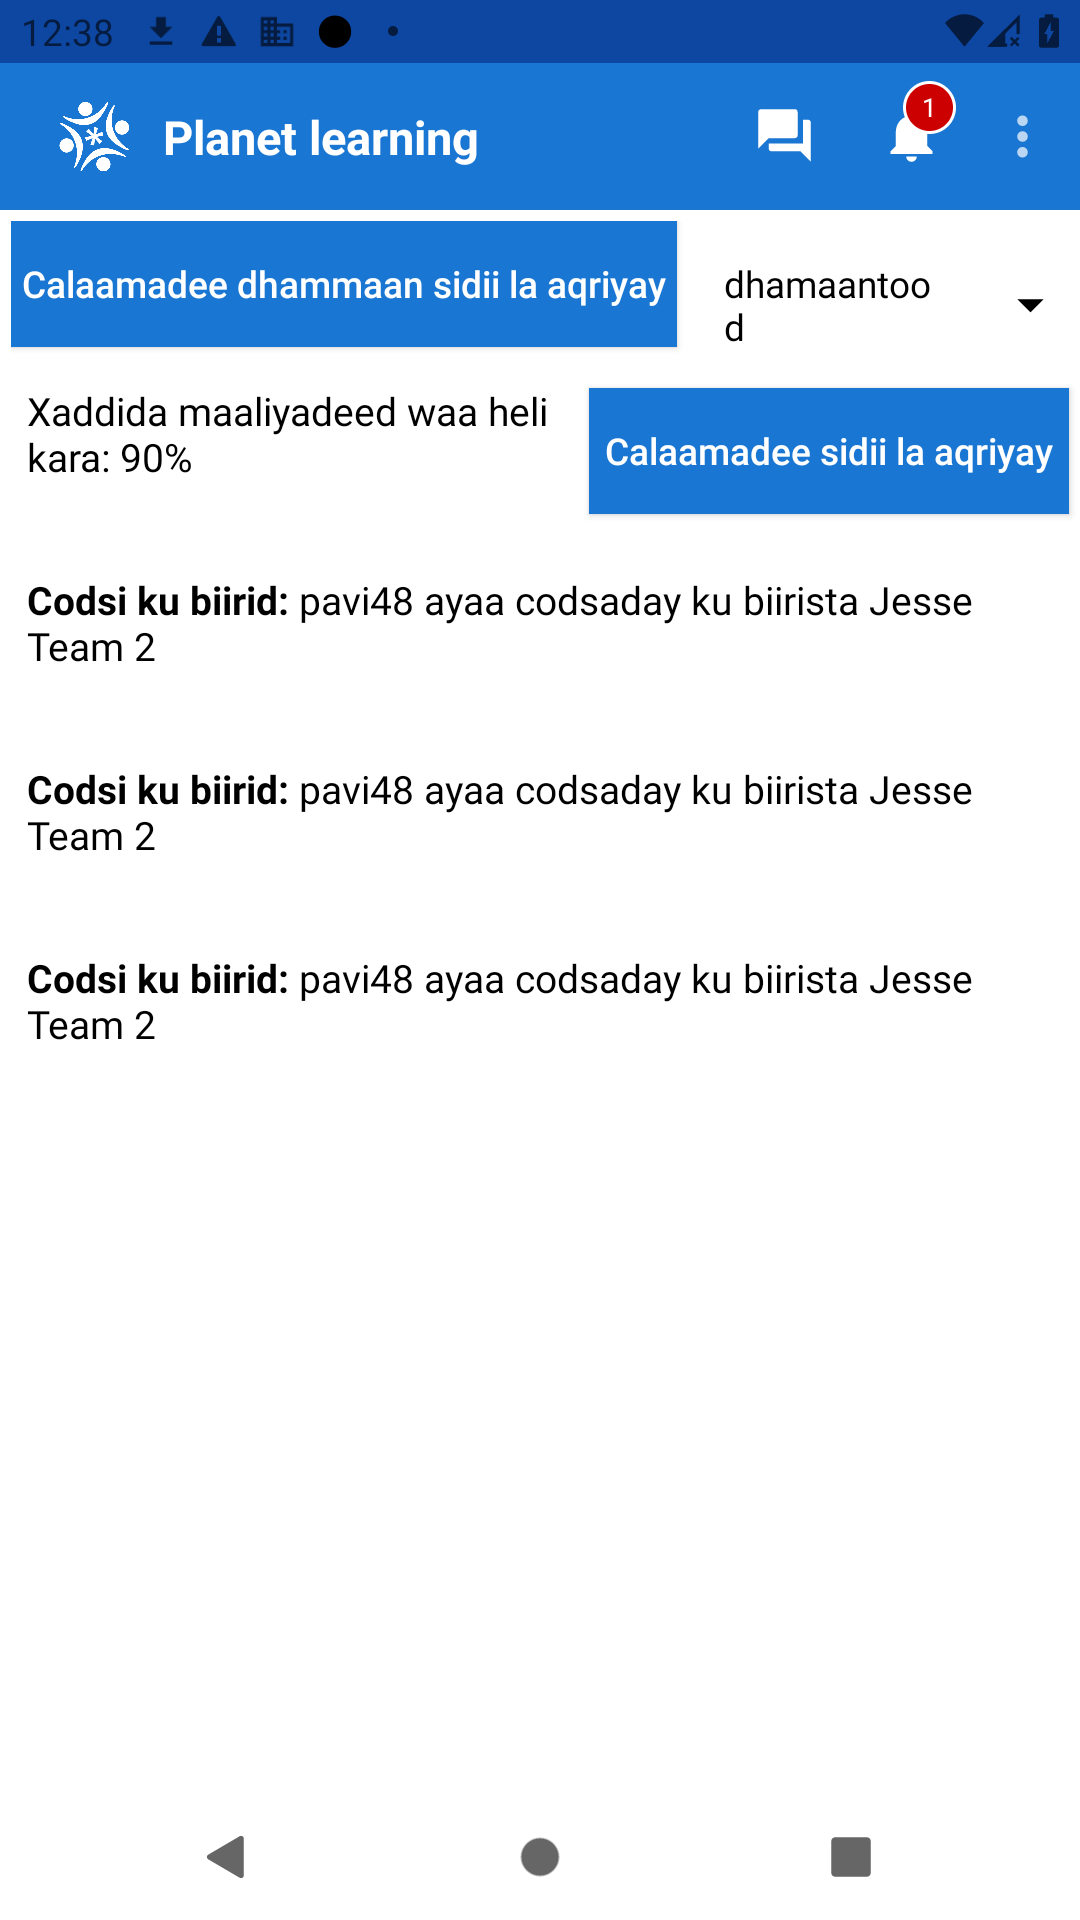 12:38
Planet learning
1
Calaamadee dhammaan sidii la aqriyay
dhamaantoo
d
Xaddida maaliyadeed waa heli
kara: 90%
Calaamadee sidii la aqriyay
Codsi ku biirid: pavi48 ayaa codsaday ku biirista Jesse
Team 2
Codsi ku biirid: pavi48 ayaa codsaday ku biirista Jesse
Team 2
Codsi ku biirid: pavi48 ayaa codsaday ku biirista Jesse
Team 2